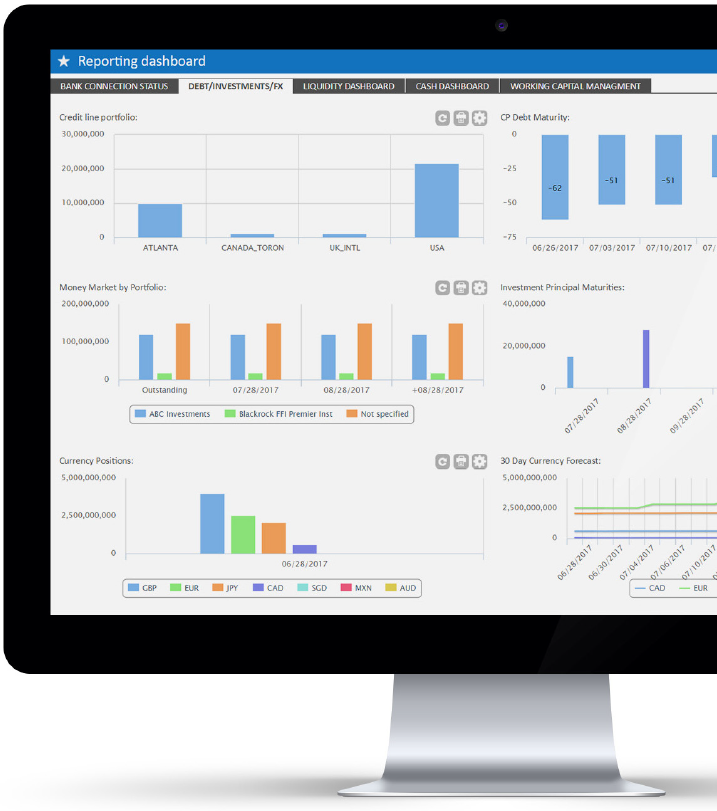 ★ Reporting dashboard
BANK CONNECTION STATUS DEBT/INVESTMENTS/FX LIQUIDITY DASHBOARD CASH DASHBOARD WORKING CAPITAL MANAGMENT
Credit line portfolio:
30,000,000
20,000,000
10,000,000
0
ATLANTA CANADA_TORON UK_INTL USA
CP Debt Maturity:
0
-25
-50
-75
-62 -51 -51
06/26/2017 07/03/2017 07/10/2017 07/
Money Market by Portfolio:
200,000,000
100,000,000
0
Outstanding 07/28/2017 08/28/2017 +08/28/2017
ABC Investments Blackrock FFI Premier Inst Not specified
Investment Principal Maturities:
40,000,000
20,000,000
0
07/28/2017 08/28/2017 09/28/2017
Currency Positions:
5,000,000,000
2,500,000,000
0
06/28/2017
GBP EUR JPY CAD SGD MXN AUD
30 Day Currency Forecast:
5,000,000,000
2,500,000,000
0
06/28/2017 06/30/2017 07/04/2017 07/06/2017 07/10/2017
CAD EUR